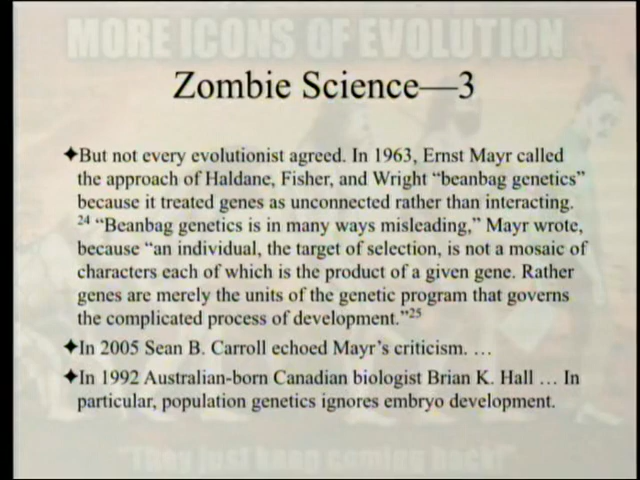 MORE ICONS OF EVOLUTION
Zombie Science—3
✦But not every evolutionist agreed. In 1963, Ernst Mayr called
the approach of Haldane, Fisher, and Wright “beanbag genetics”
because it treated genes as unconnected rather than interacting.
24 “Beanbag genetics is in many ways misleading,” Mayr wrote,
because “an individual, the target of selection, is not a mosaic of
characters each of which is the product of a given gene. Rather
genes are merely the units of the genetic program that governs
the complicated process of development.”25
✦In 2005 Sean B. Carroll echoed Mayr’s criticism. …
✦In 1992 Australian-born Canadian biologist Brian K. Hall … In
particular, population genetics ignores embryo development.
"They just keep coming back!"